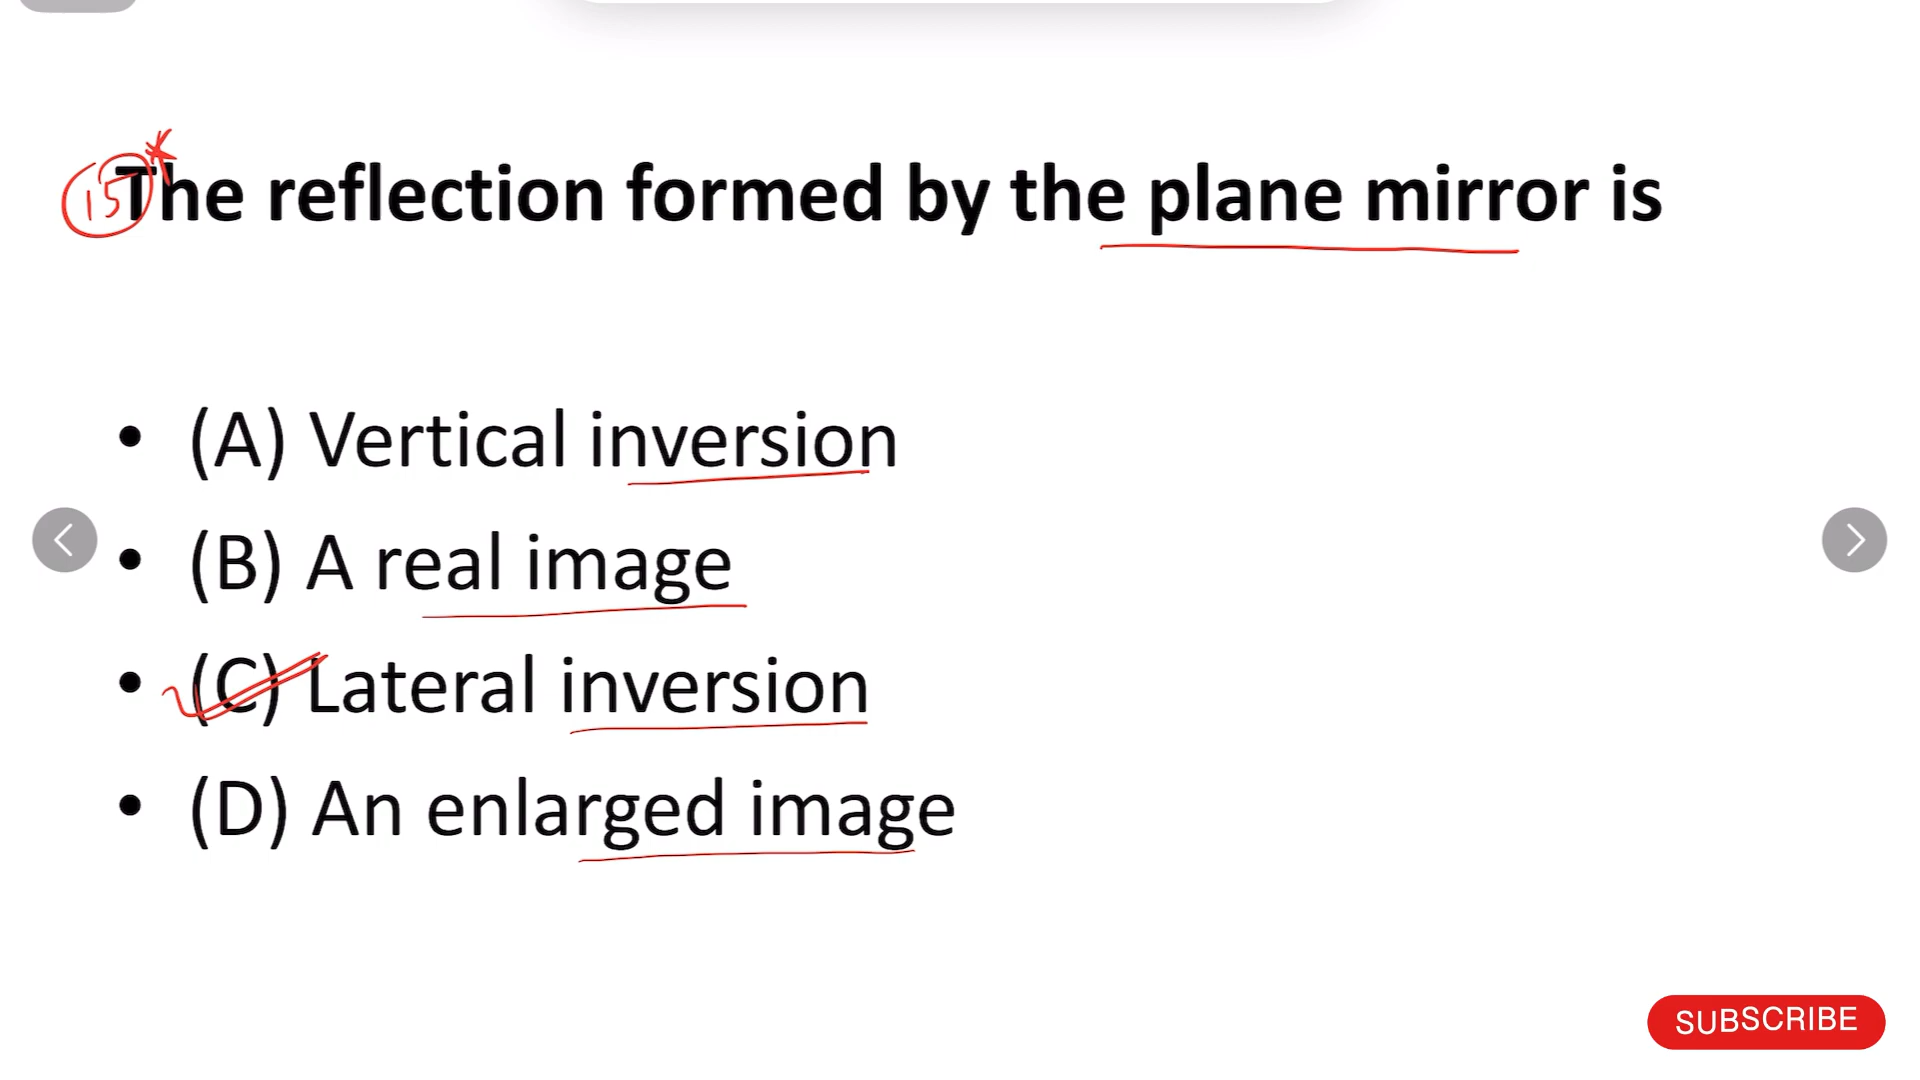 15* The reflection formed by the plane mirror is
• (A) Vertical inversion
• (B) A real image
• (C) Lateral inversion
• (D) An enlarged image
SUBSCRIBE